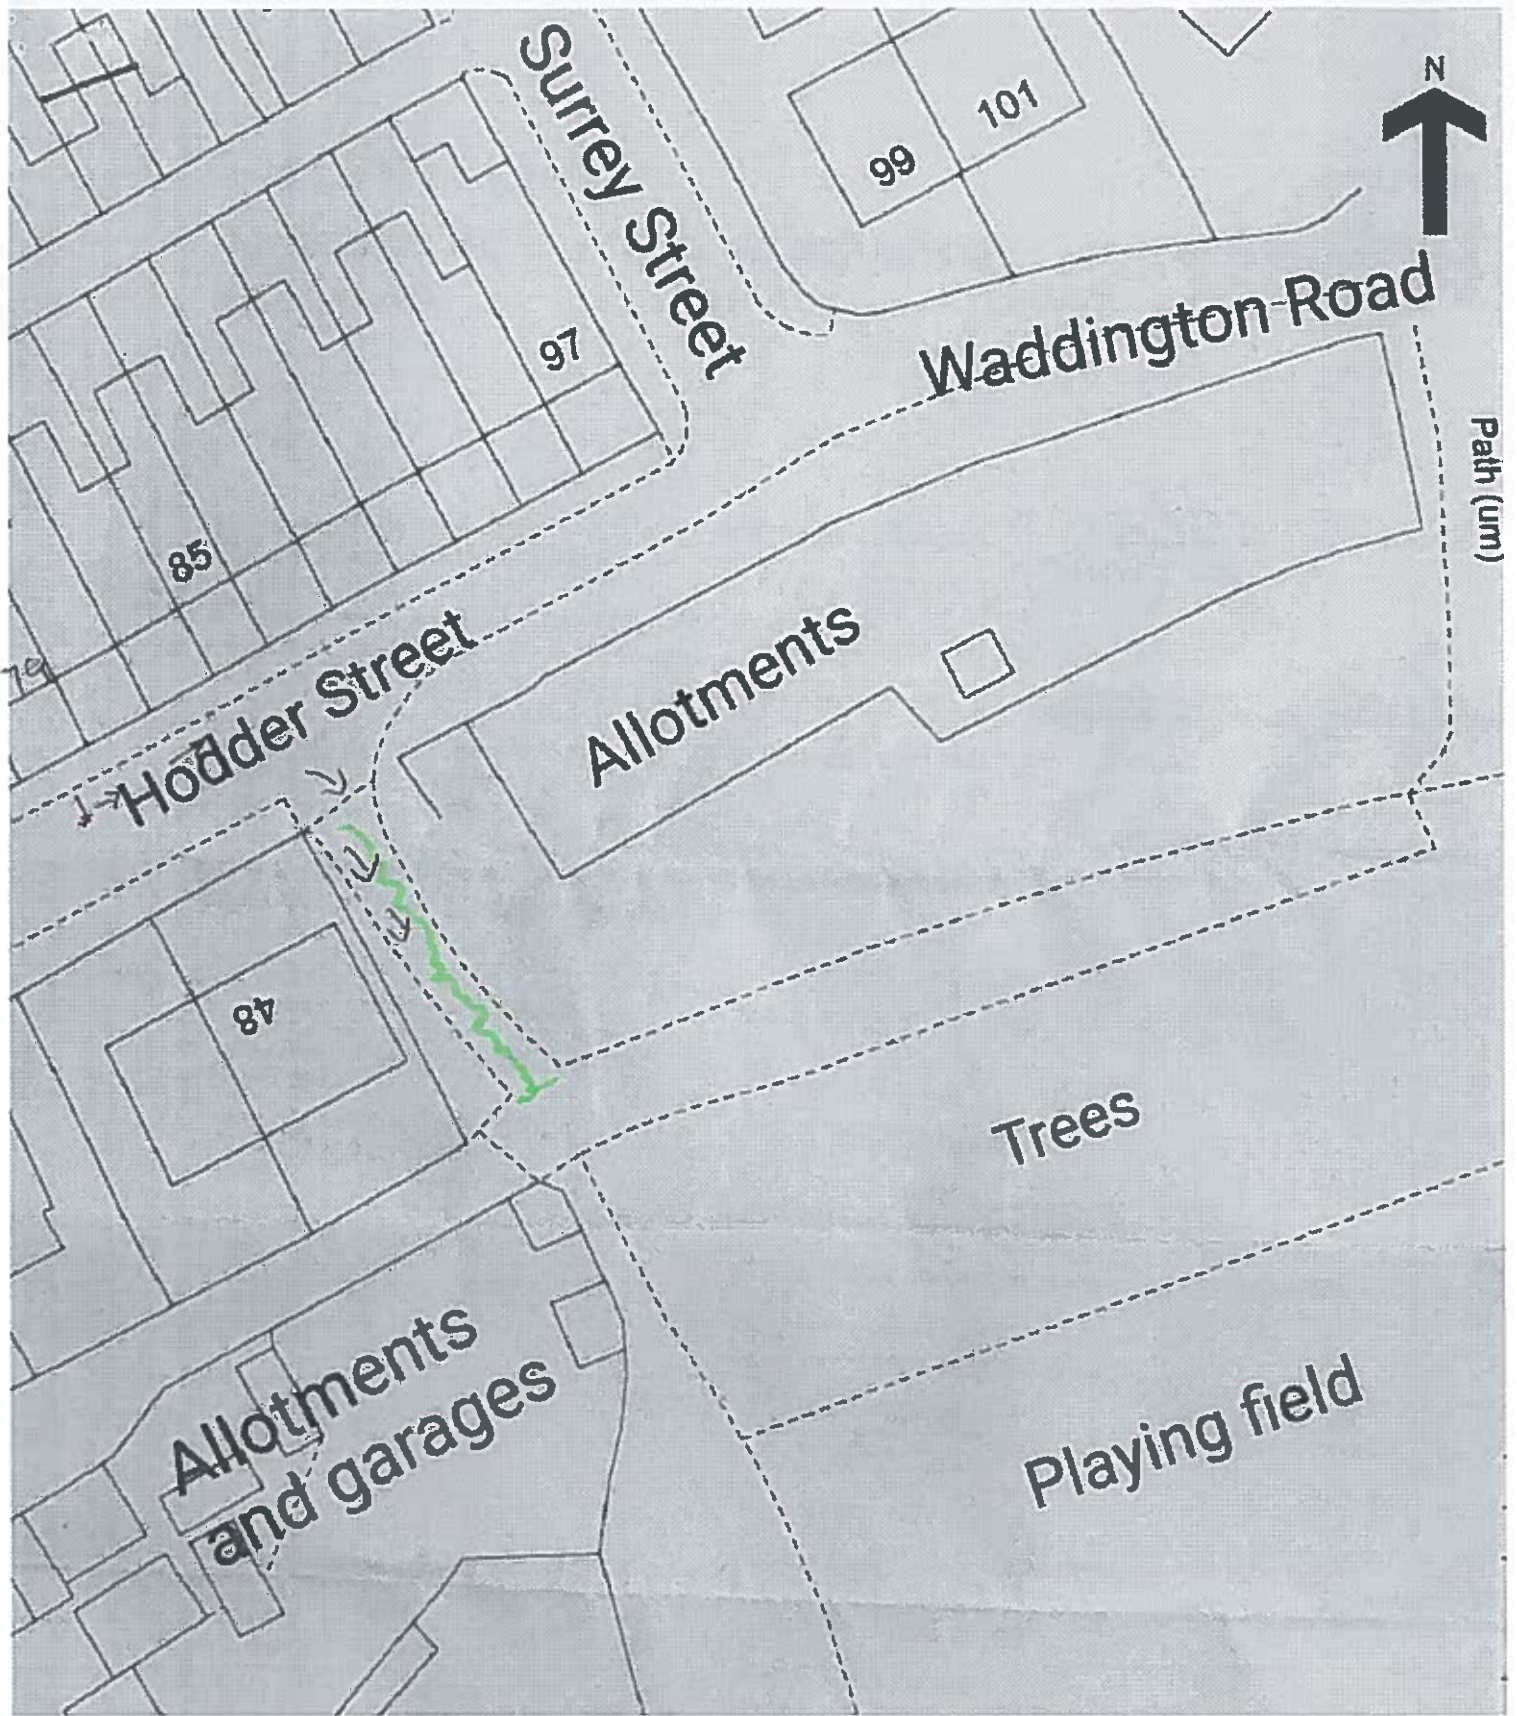 N
Surrey Street
101
99
Waddington Road
97
Path (um)
85
79
Hodder Street
Allotments
48
Trees
Allotments
and garages
Playing field